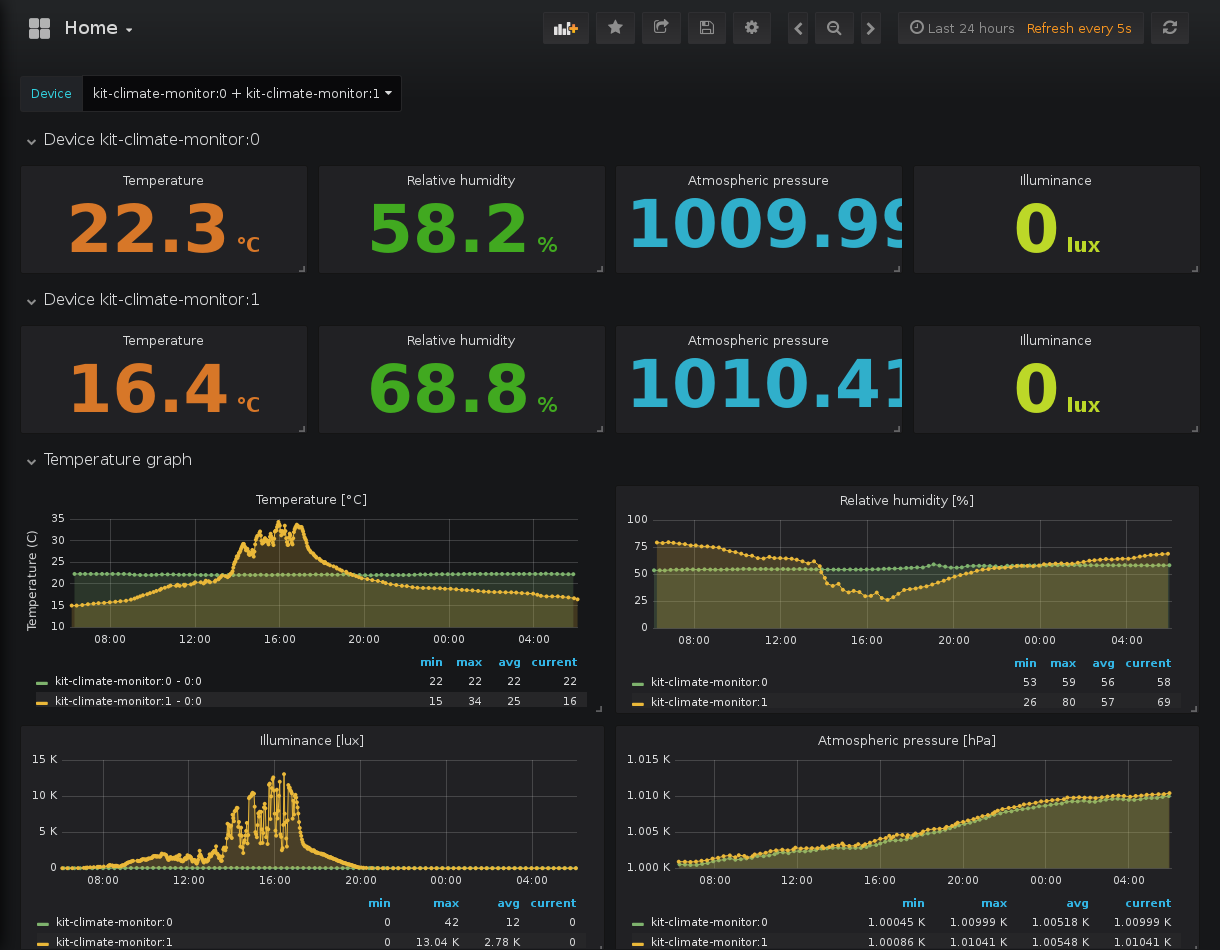 Home
Last 24 hours Refresh every 5s
Device kit-climate-monitor:0 + kit-climate-monitor:1
Device kit-climate-monitor:0
Temperature Relative humidity Atmospheric pressure Illuminance
22.3 °C 58.2 % 1009.99 0 lux
Device kit-climate-monitor:1
Temperature Relative humidity Atmospheric pressure Illuminance
16.4 °C 68.8 % 1010.41 0 lux
Temperature graph
Temperature [°C]
Temperature (C)
35
30
25
20
15
10
08:00 12:00 16:00 20:00 00:00 04:00
min max avg current
kit-climate-monitor:0 - 0:0 22 22 22 22
kit-climate-monitor:1 - 0:0 15 34 25 16
Relative humidity [%]
100
75
50
25
0
08:00 12:00 16:00 20:00 00:00 04:00
min max avg current
kit-climate-monitor:0 53 59 56 58
kit-climate-monitor:1 26 80 57 69
Illuminance [lux]
15 K
10 K
5 K
0
08:00 12:00 16:00 20:00 00:00 04:00
min max avg current
kit-climate-monitor:0 0 42 12 0
kit-climate-monitor:1 0 13.04 K 2.78 K 0
Atmospheric pressure [hPa]
1.015 K
1.010 K
1.005 K
1.000 K
08:00 12:00 16:00 20:00 00:00 04:00
min max avg current
kit-climate-monitor:0 1.00045 K 1.00999 K 1.00518 K 1.00999 K
kit-climate-monitor:1 1.00086 K 1.01041 K 1.00548 K 1.01041 K